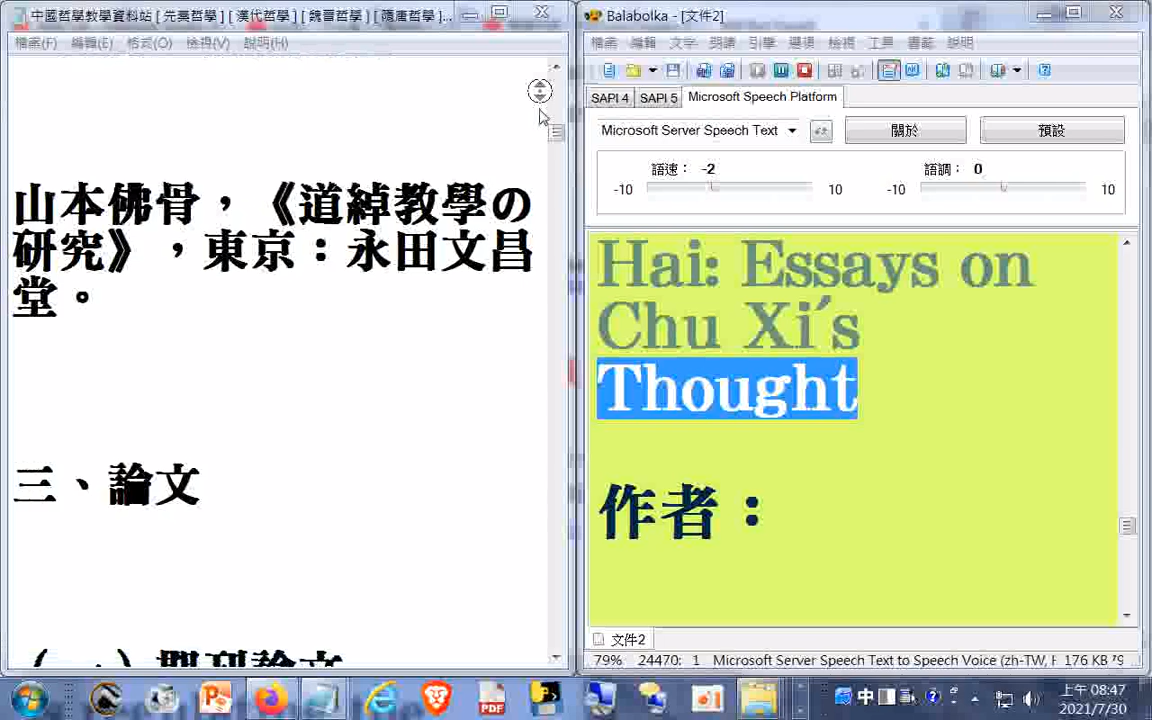 中國哲學教學資料站 [ 先秦哲學 ] [ 漢代哲學 ] [ 魏晉哲學 ] [ 隋唐哲學 ]...
檔案(F) 編輯(E) 格式(O) 檢視(V) 說明(H)
山本佛骨，《道綽教學の
研究》，東京：永田文昌
堂。
三、論文
(一)期刊論文
Balabolka - [文件2]
檔案 編輯 文字 朗讀 引擎 選項 檢視 工具 書籤 說明
SAPI 4 SAPI 5 Microsoft Speech Platform
Microsoft Server Speech Text 關於 預設
語速： -2 語調： 0
-10 10 -10 10
Hai: Essays on
Chu Xi's
Thought
作者：
文件2
79% 24470: 1 Microsoft Server Speech Text to Speech Voice (zh-TW, 176 KB
中
上午 08:47
2021/7/30